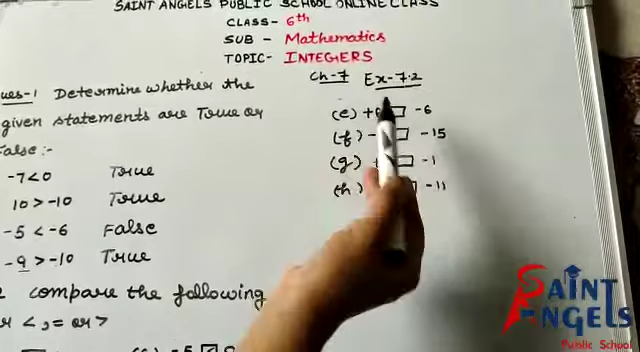 SAINT ANGELS PUBLIC SCHOOL ONLINE CLASS
CLASS- 6th
SUB - Mathematics
TOPIC- INTEGERS
Ch-7 Ex-7.2
ues-1 Determine whether the
given statements are True or
False:-
-7<0 True
10 > -10 True
-5 < -6 False
-9 > -10 True
compare the following
< , = or >
(e) + □ -6
(f) - □ -15
(g) □ -1
(h) -11
SAINT
ANGELS
Public School